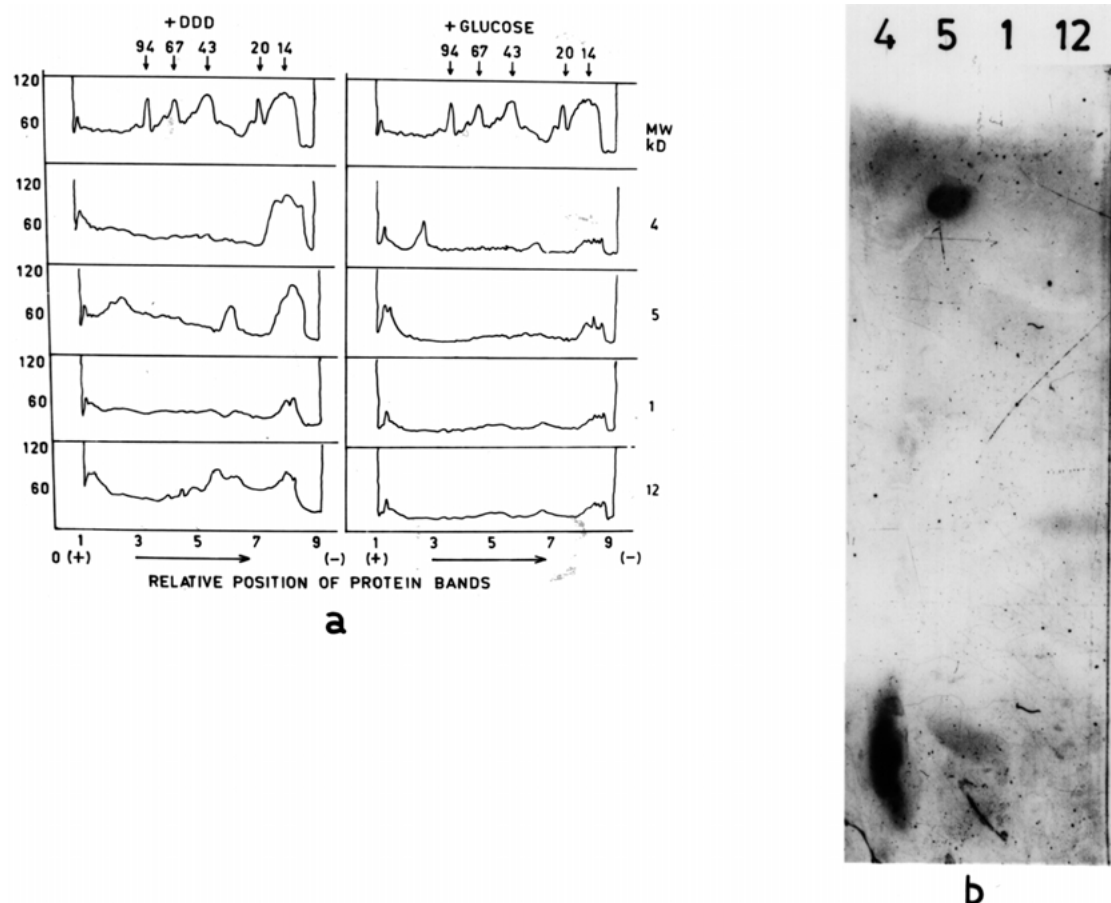 +DDD
+GLUCOSE
94 67 43 20 14
94 67 43 20 14
120
60
MW
kD
120
60
4
120
60
5
120
60
1
120
60
12
0 (+) 1 3 5 7 9 (-)
1 (+) 3 5 7 9 (-)
RELATIVE POSITION OF PROTEIN BANDS
a
4 5 1 12
b